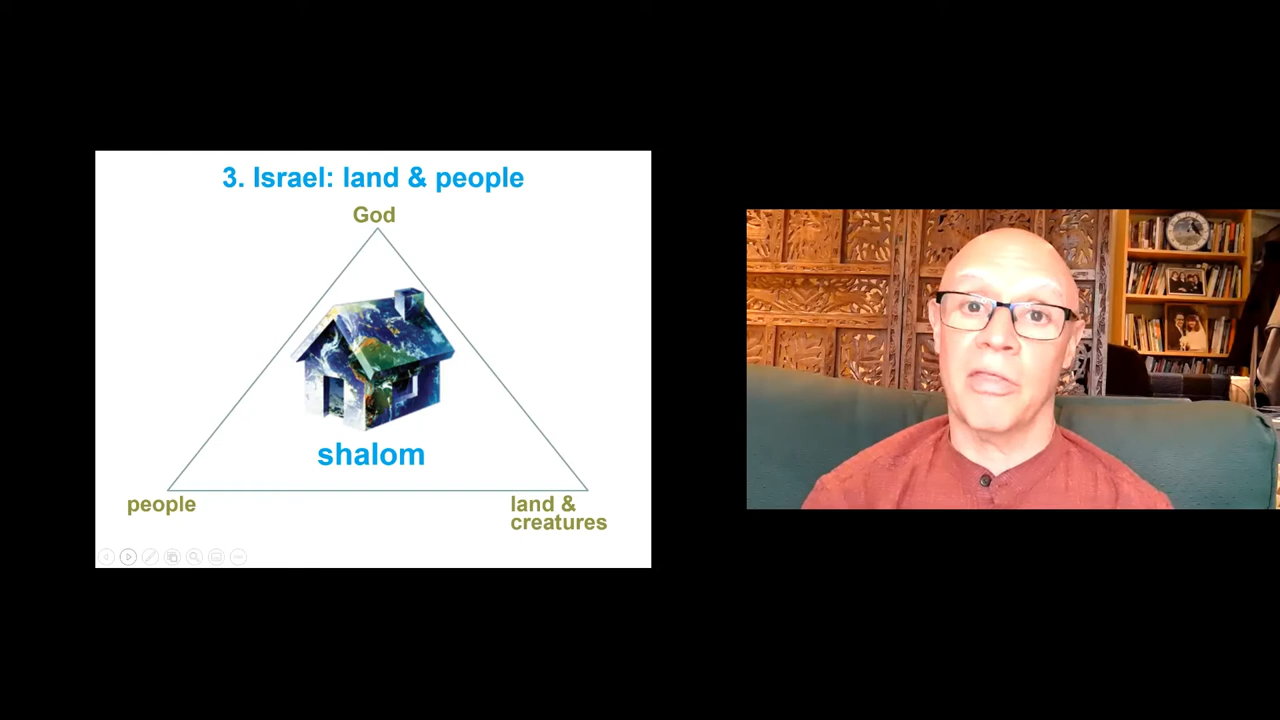 3. Israel: land & people
God
shalom
people
land &
creatures